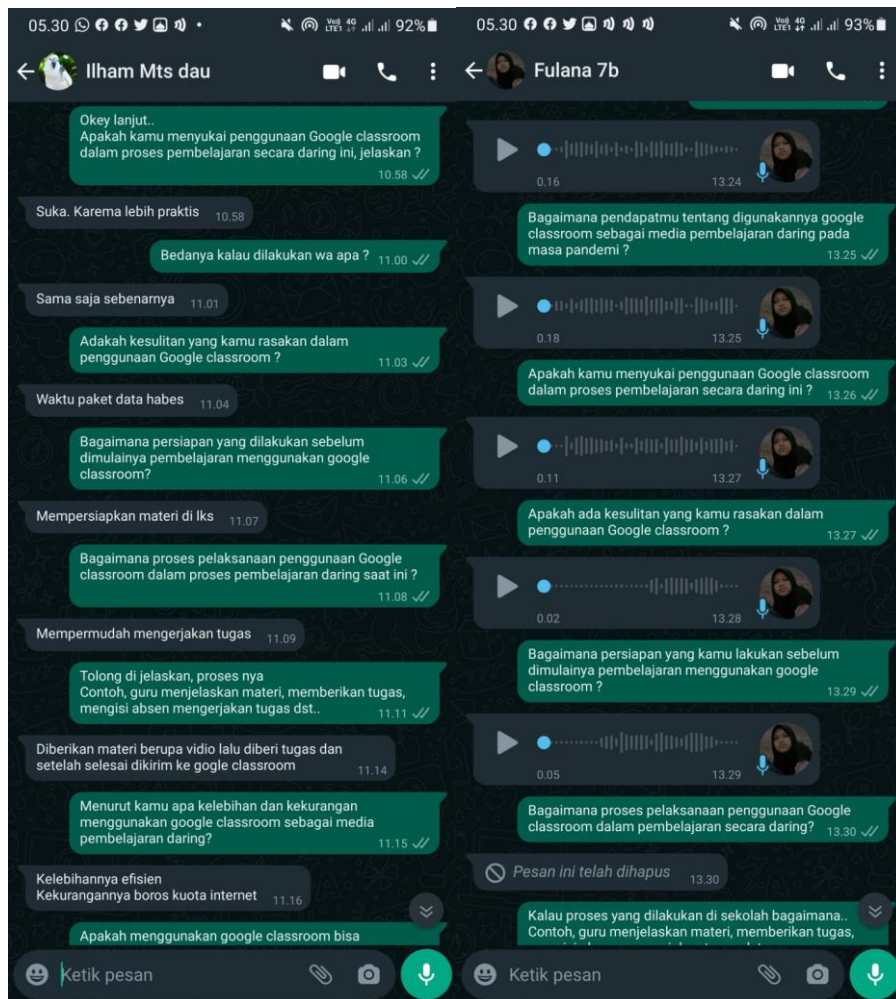 05.30
92%
Ilham Mts dau
Okey lanjut..
Apakah kamu menyukai penggunaan Google classroom
dalam proses pembelajaran secara daring ini, jelaskan ?
10.58
Suka. Karema lebih praktis 10.58
Bedanya kalau dilakukan wa apa ? 11.00
Sama saja sebenarnya 11.01
Adakah kesulitan yang kamu rasakan dalam
penggunaan Google classroom ? 11.03
Waktu paket data habes 11.04
Bagaimana persiapan yang dilakukan sebelum
dimulainya pembelajaran menggunakan google
classroom? 11.06
Mempersiapkan materi di lks 11.07
Bagaimana proses pelaksanaan penggunaan Google
classroom dalam proses pembelajaran daring saat ini ?
11.08
Mempermudah mengerjakan tugas 11.09
Tolong di jelaskan, proses nya
Contoh, guru menjelaskan materi, memberikan tugas,
mengisi absen mengerjakan tugas dst.. 11.11
Diberikan materi berupa vidio lalu diberi tugas dan
setelah selesai dikirim ke gogle classroom 11.14
Menurut kamu apa kelebihan dan kekurangan
menggunakan google classroom sebagai media
pembelajaran daring? 11.15
Kelebihannya efisien
Kekurangannya boros kuota internet 11.16
Apakah menggunakan google classroom bisa
Ketik pesan
05.30
93%
Fulana 7b
0.16 13.24
Bagaimana pendapatmu tentang digunakannya google
classroom sebagai media pembelajaran daring pada
masa pandemi ? 13.25
0.18 13.25
Apakah kamu menyukai penggunaan Google classroom
dalam proses pembelajaran secara daring ini ? 13.26
0.11 13.27
Apakah ada kesulitan yang kamu rasakan dalam
penggunaan Google classroom ? 13.27
0.02 13.28
Bagaimana persiapan yang kamu lakukan sebelum
dimulainya pembelajaran menggunakan google
classroom ? 13.29
0.05 13.29
Bagaimana proses pelaksanaan penggunaan Google
classroom dalam pembelajaran secara daring? 13.30
Pesan ini telah dihapus 13.30
Kalau proses yang dilakukan di sekolah bagaimana..
Contoh, guru menjelaskan materi, memberikan tugas,
Ketik pesan